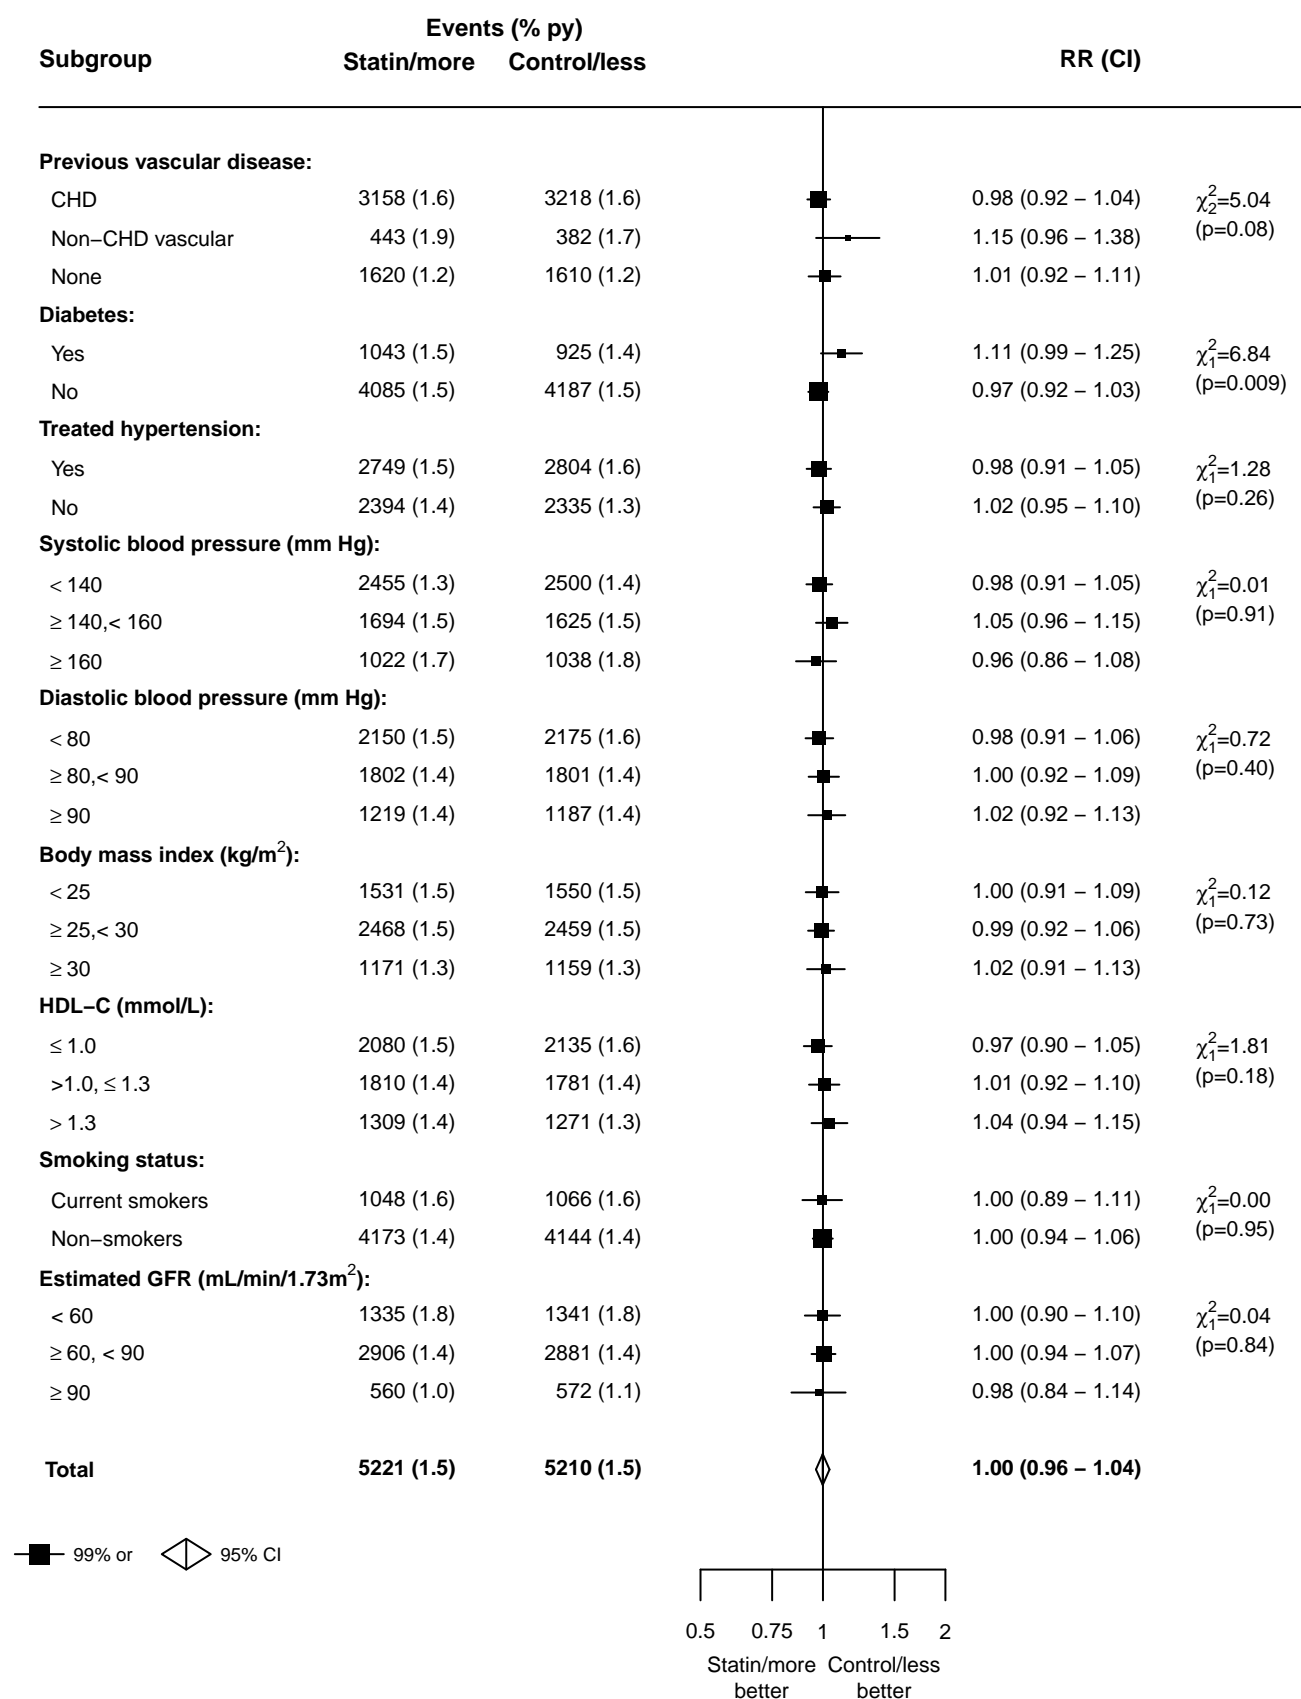 Events (% py)
Subgroup Statin/more Control/less RR (CI)
Previous vascular disease:
CHD 3158 (1.6) 3218 (1.6) 0.98 (0.92 − 1.04) χ²₂=5.04
Non−CHD vascular 443 (1.9) 382 (1.7) 1.15 (0.96 − 1.38) (p=0.08)
None 1620 (1.2) 1610 (1.2) 1.01 (0.92 − 1.11)
Diabetes:
Yes 1043 (1.5) 925 (1.4) 1.11 (0.99 − 1.25) χ²₁=6.84
No 4085 (1.5) 4187 (1.5) 0.97 (0.92 − 1.03) (p=0.009)
Treated hypertension:
Yes 2749 (1.5) 2804 (1.6) 0.98 (0.91 − 1.05) χ²₁=1.28
No 2394 (1.4) 2335 (1.3) 1.02 (0.95 − 1.10) (p=0.26)
Systolic blood pressure (mm Hg):
< 140 2455 (1.3) 2500 (1.4) 0.98 (0.91 − 1.05) χ²₁=0.01
≥ 140,< 160 1694 (1.5) 1625 (1.5) 1.05 (0.96 − 1.15) (p=0.91)
≥ 160 1022 (1.7) 1038 (1.8) 0.96 (0.86 − 1.08)
Diastolic blood pressure (mm Hg):
< 80 2150 (1.5) 2175 (1.6) 0.98 (0.91 − 1.06) χ²₁=0.72
≥ 80,< 90 1802 (1.4) 1801 (1.4) 1.00 (0.92 − 1.09) (p=0.40)
≥ 90 1219 (1.4) 1187 (1.4) 1.02 (0.92 − 1.13)
Body mass index (kg/m²):
< 25 1531 (1.5) 1550 (1.5) 1.00 (0.91 − 1.09) χ²₁=0.12
≥ 25,< 30 2468 (1.5) 2459 (1.5) 0.99 (0.92 − 1.06) (p=0.73)
≥ 30 1171 (1.3) 1159 (1.3) 1.02 (0.91 − 1.13)
HDL−C (mmol/L):
≤ 1.0 2080 (1.5) 2135 (1.6) 0.97 (0.90 − 1.05) χ²₁=1.81
>1.0, ≤ 1.3 1810 (1.4) 1781 (1.4) 1.01 (0.92 − 1.10) (p=0.18)
> 1.3 1309 (1.4) 1271 (1.3) 1.04 (0.94 − 1.15)
Smoking status:
Current smokers 1048 (1.6) 1066 (1.6) 1.00 (0.89 − 1.11) χ²₁=0.00
Non−smokers 4173 (1.4) 4144 (1.4) 1.00 (0.94 − 1.06) (p=0.95)
Estimated GFR (mL/min/1.73m²):
< 60 1335 (1.8) 1341 (1.8) 1.00 (0.90 − 1.10) χ²₁=0.04
≥ 60, < 90 2906 (1.4) 2881 (1.4) 1.00 (0.94 − 1.07) (p=0.84)
≥ 90 560 (1.0) 572 (1.1) 0.98 (0.84 − 1.14)
Total 5221 (1.5) 5210 (1.5) 1.00 (0.96 − 1.04)
99% or 95% CI
0.5 0.75 1 1.5 2
Statin/more Control/less
better better